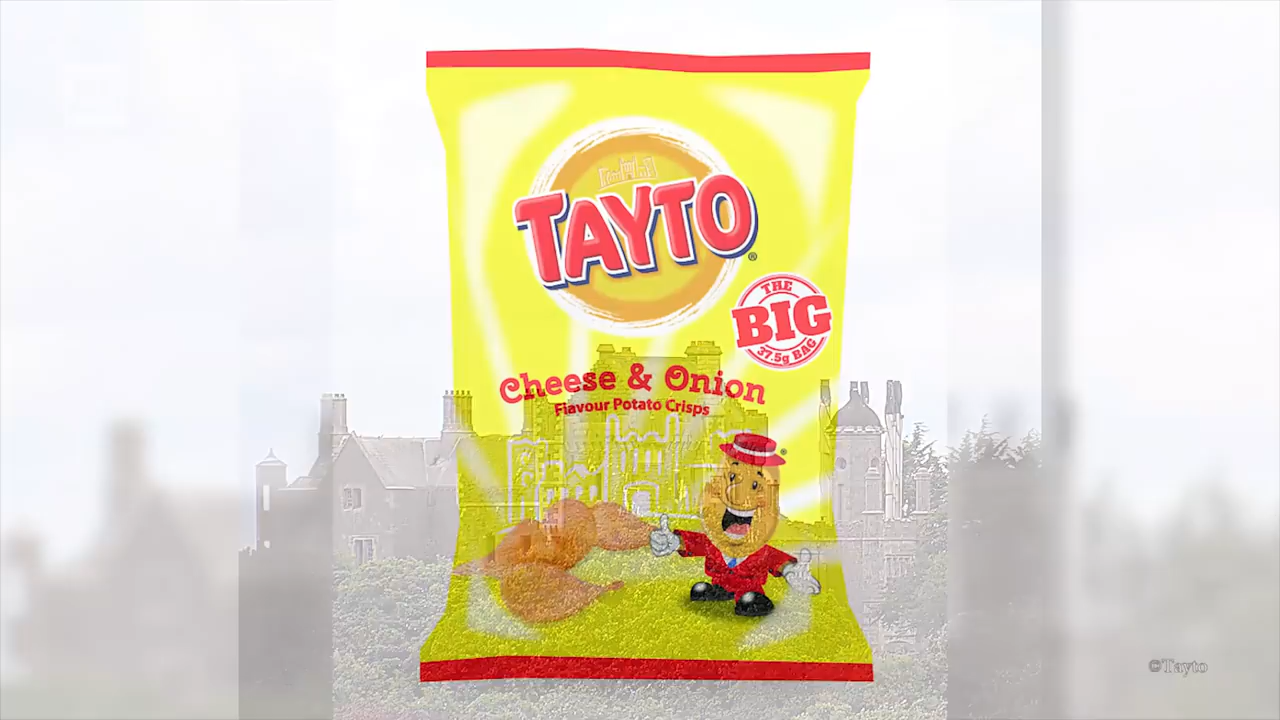 TAYTO
®
THE
BIG
37.5g BAG
Cheese & Onion
Flavour Potato Crisps
®
©Tayto